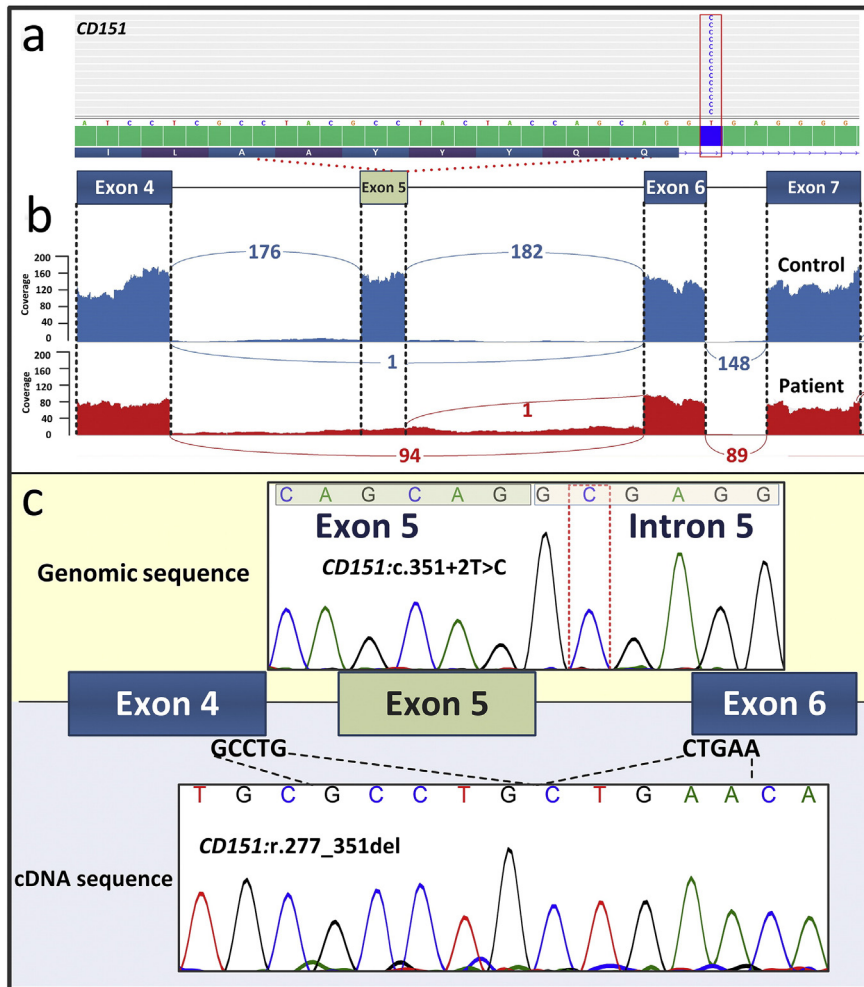 a
CD151
C
C
C
C
C
C
C
C
C
C
C
C
C
C
A T C C T C G C C T A C G C C T A C T A C C A G C A G G T G A G G G G
I L A A Y Y Y Q Q
Exon 4 Exon 5 Exon 6 Exon 7
b
176 182
Control
Coverage
200
160
120
80
40
0
1 148
Patient
Coverage
200
160
120
80
40
0
1
94 89
c
C A G C A G G C G A G G
Exon 5 Intron 5
Genomic sequence
CD151:c.351+2T>C
Exon 4 Exon 5 Exon 6
GCCTG CTGAA
T G C G C C T G C T G A A C A
CD151:r.277_351del
cDNA sequence